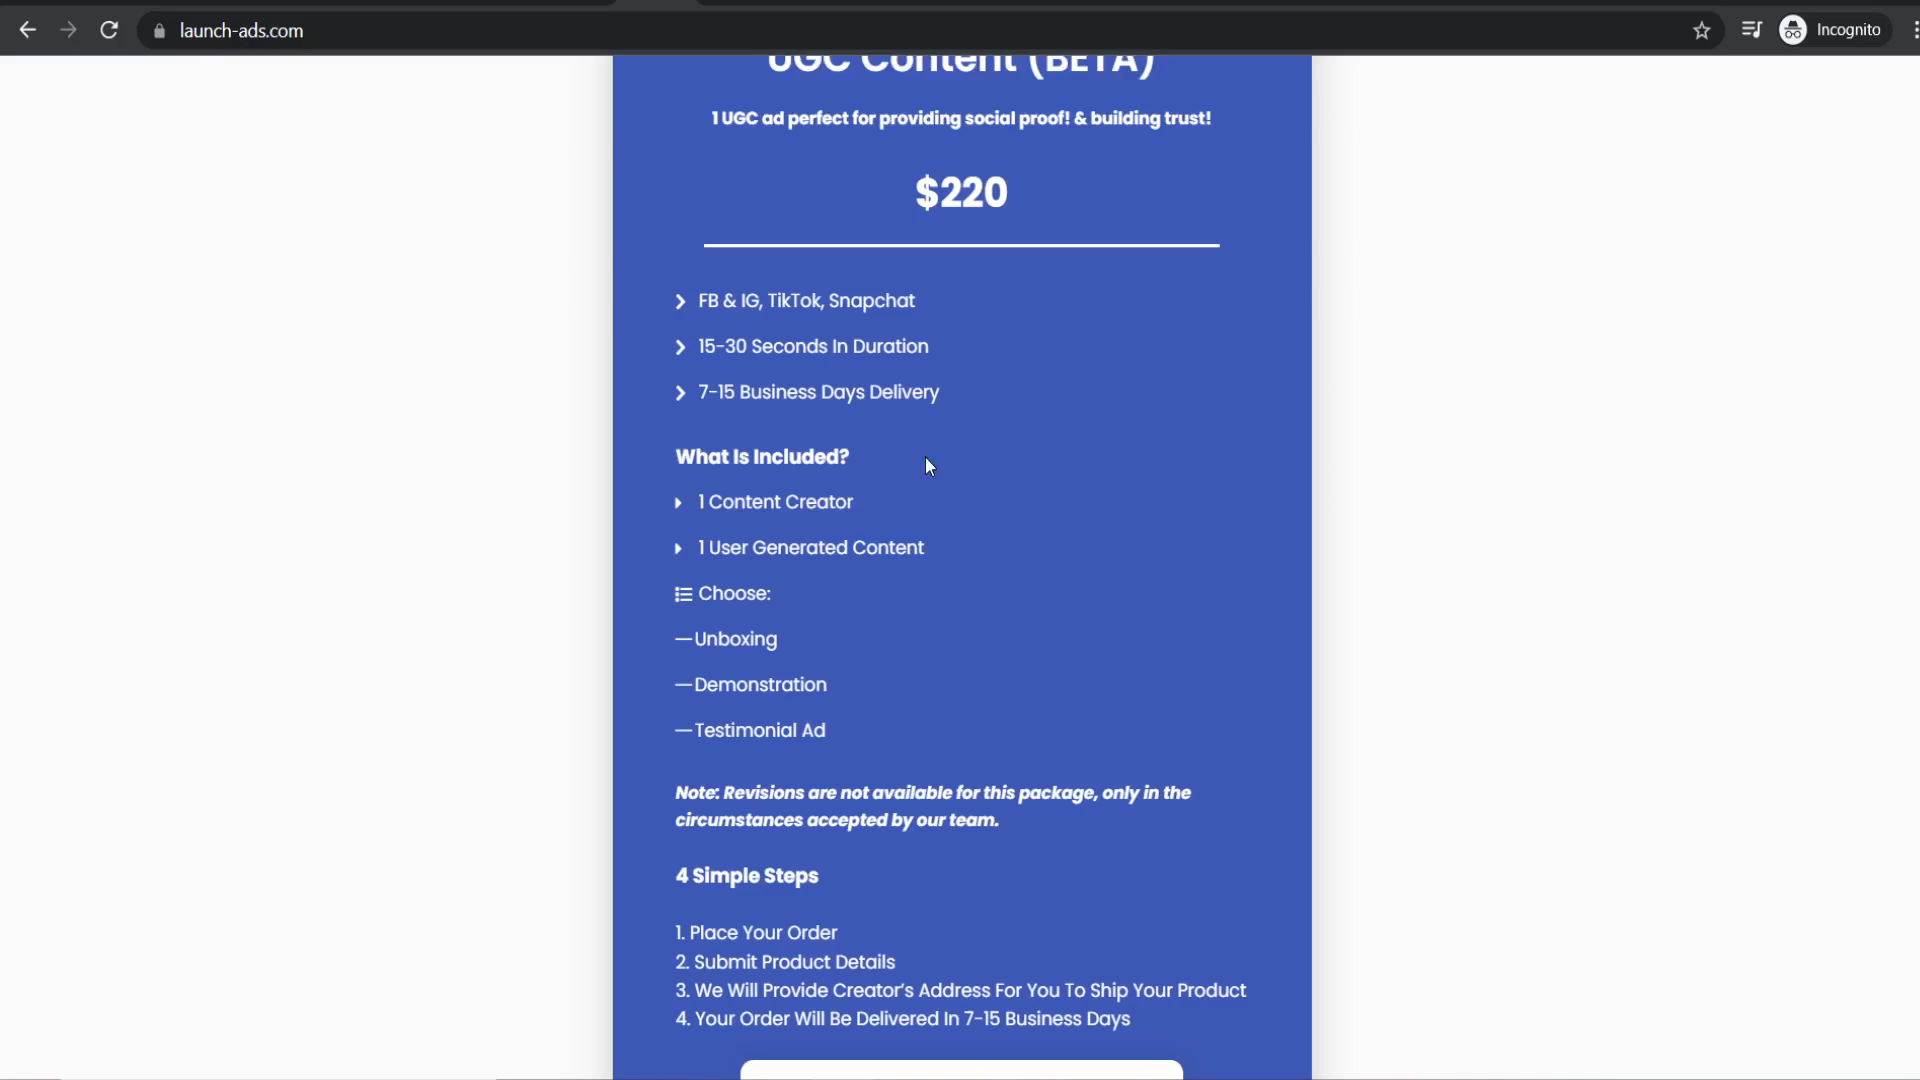 launch-ads.com
Incognito
UGC Content (BETA)
1 UGC ad perfect for providing social proof! & building trust!
$220
FB & IG, TikTok, Snapchat
15-30 Seconds In Duration
7-15 Business Days Delivery
What Is Included?
1 Content Creator
1 User Generated Content
Choose:
—Unboxing
—Demonstration
—Testimonial Ad
Note: Revisions are not available for this package, only in the
circumstances accepted by our team.
4 Simple Steps
1. Place Your Order
2. Submit Product Details
3. We Will Provide Creator’s Address For You To Ship Your Product
4. Your Order Will Be Delivered In 7-15 Business Days